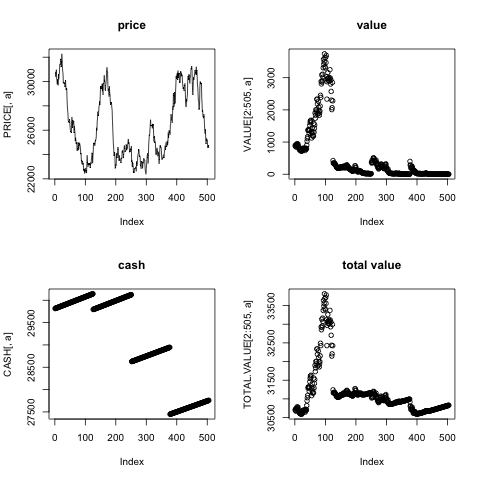 price
PRICE[, a]
22000 26000 30000
0 100 200 300 400 500
Index
value
VALUE[2:505, a]
0 1000 2000 3000
0 100 200 300 400 500
Index
cash
CASH[, a]
27500 28500 29500
0 100 200 300 400 500
Index
total value
TOTAL.VALUE[2:505, a]
30500 31500 32500 33500
0 100 200 300 400 500
Index